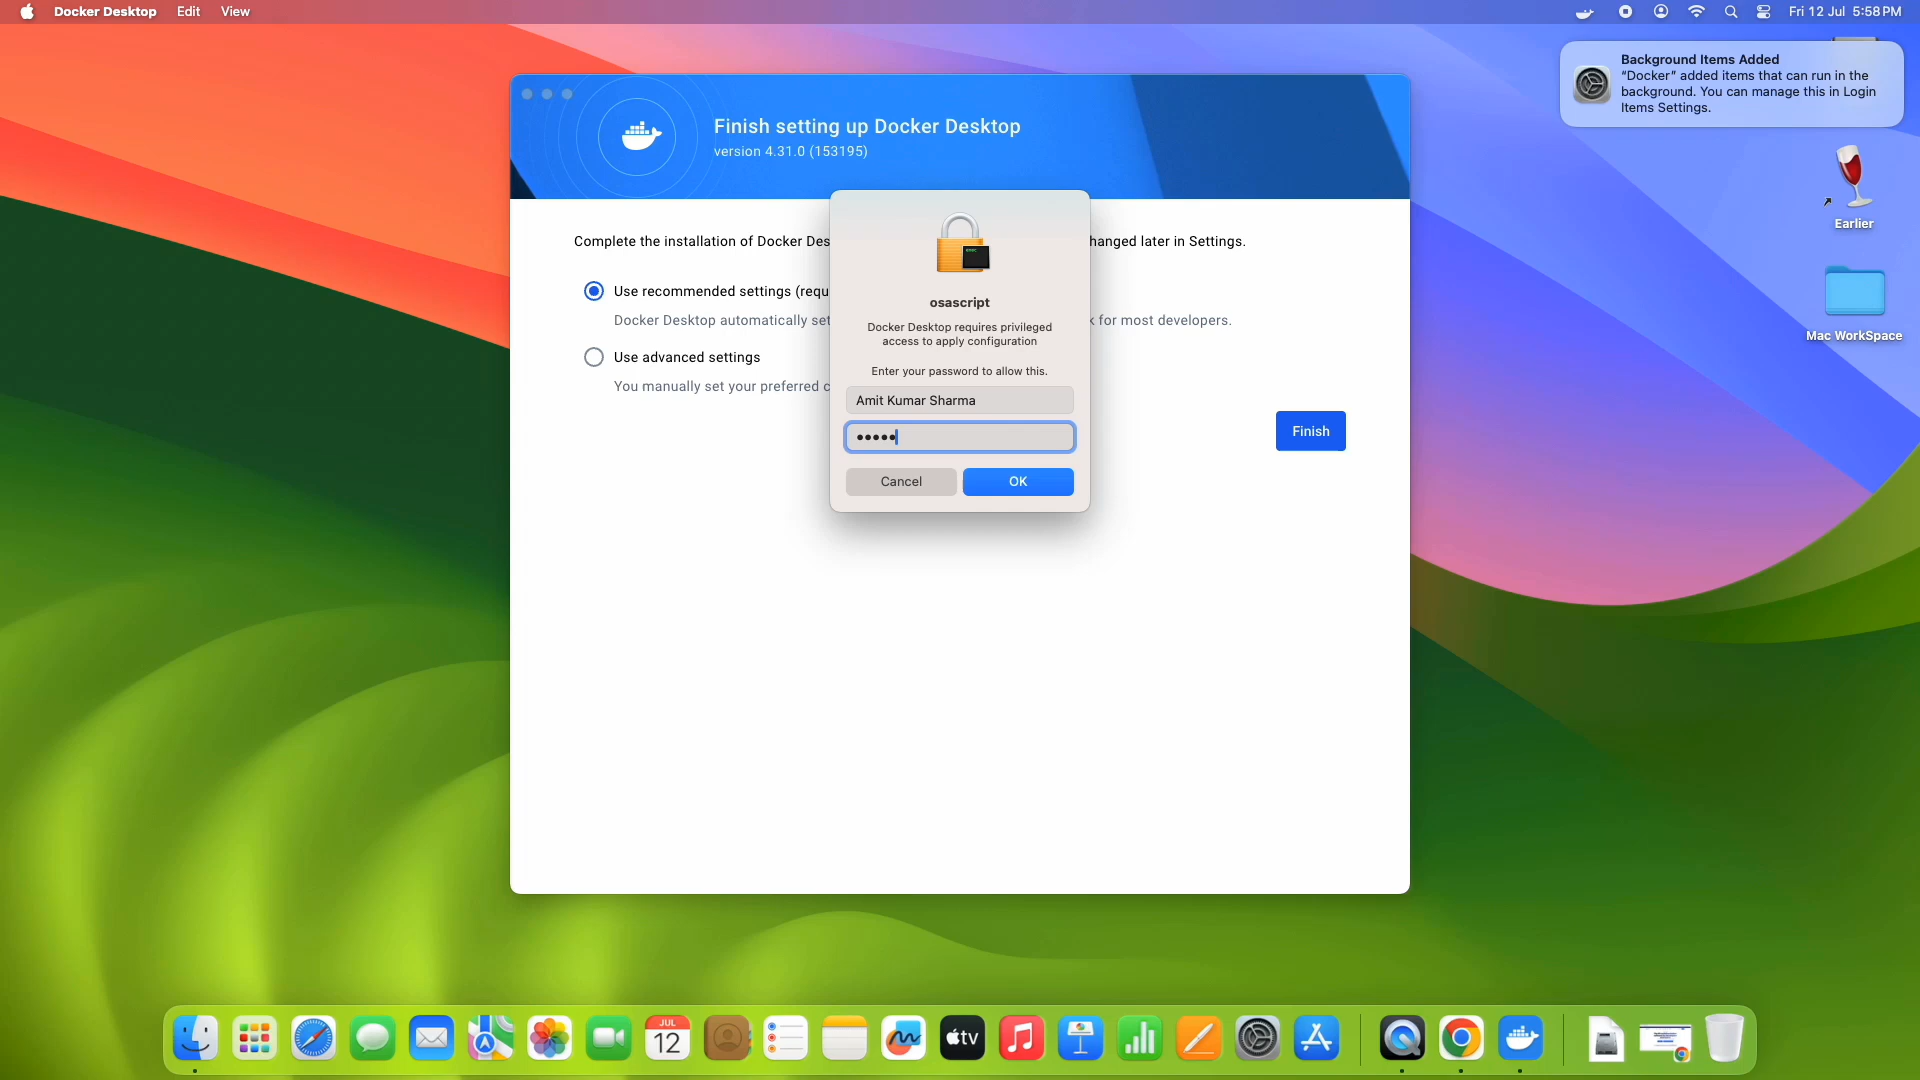 Docker Desktop Edit View
Fri 12 Jul 5:58 PM
Background Items Added
“Docker” added items that can run in the
background. You can manage this in Login
Items Settings.
Finish setting up Docker Desktop
version 4.31.0 (153195)
Earlier
Mac WorkSpace
Complete the installation of Docker Des
hanged later in Settings.
Use recommended settings (requ
Docker Desktop automatically set
k for most developers.
Use advanced settings
You manually set your preferred c
osascript
Docker Desktop requires privileged
access to apply configuration
Enter your password to allow this.
Amit Kumar Sharma
•••••
Cancel OK
Finish
JUL
12
tv